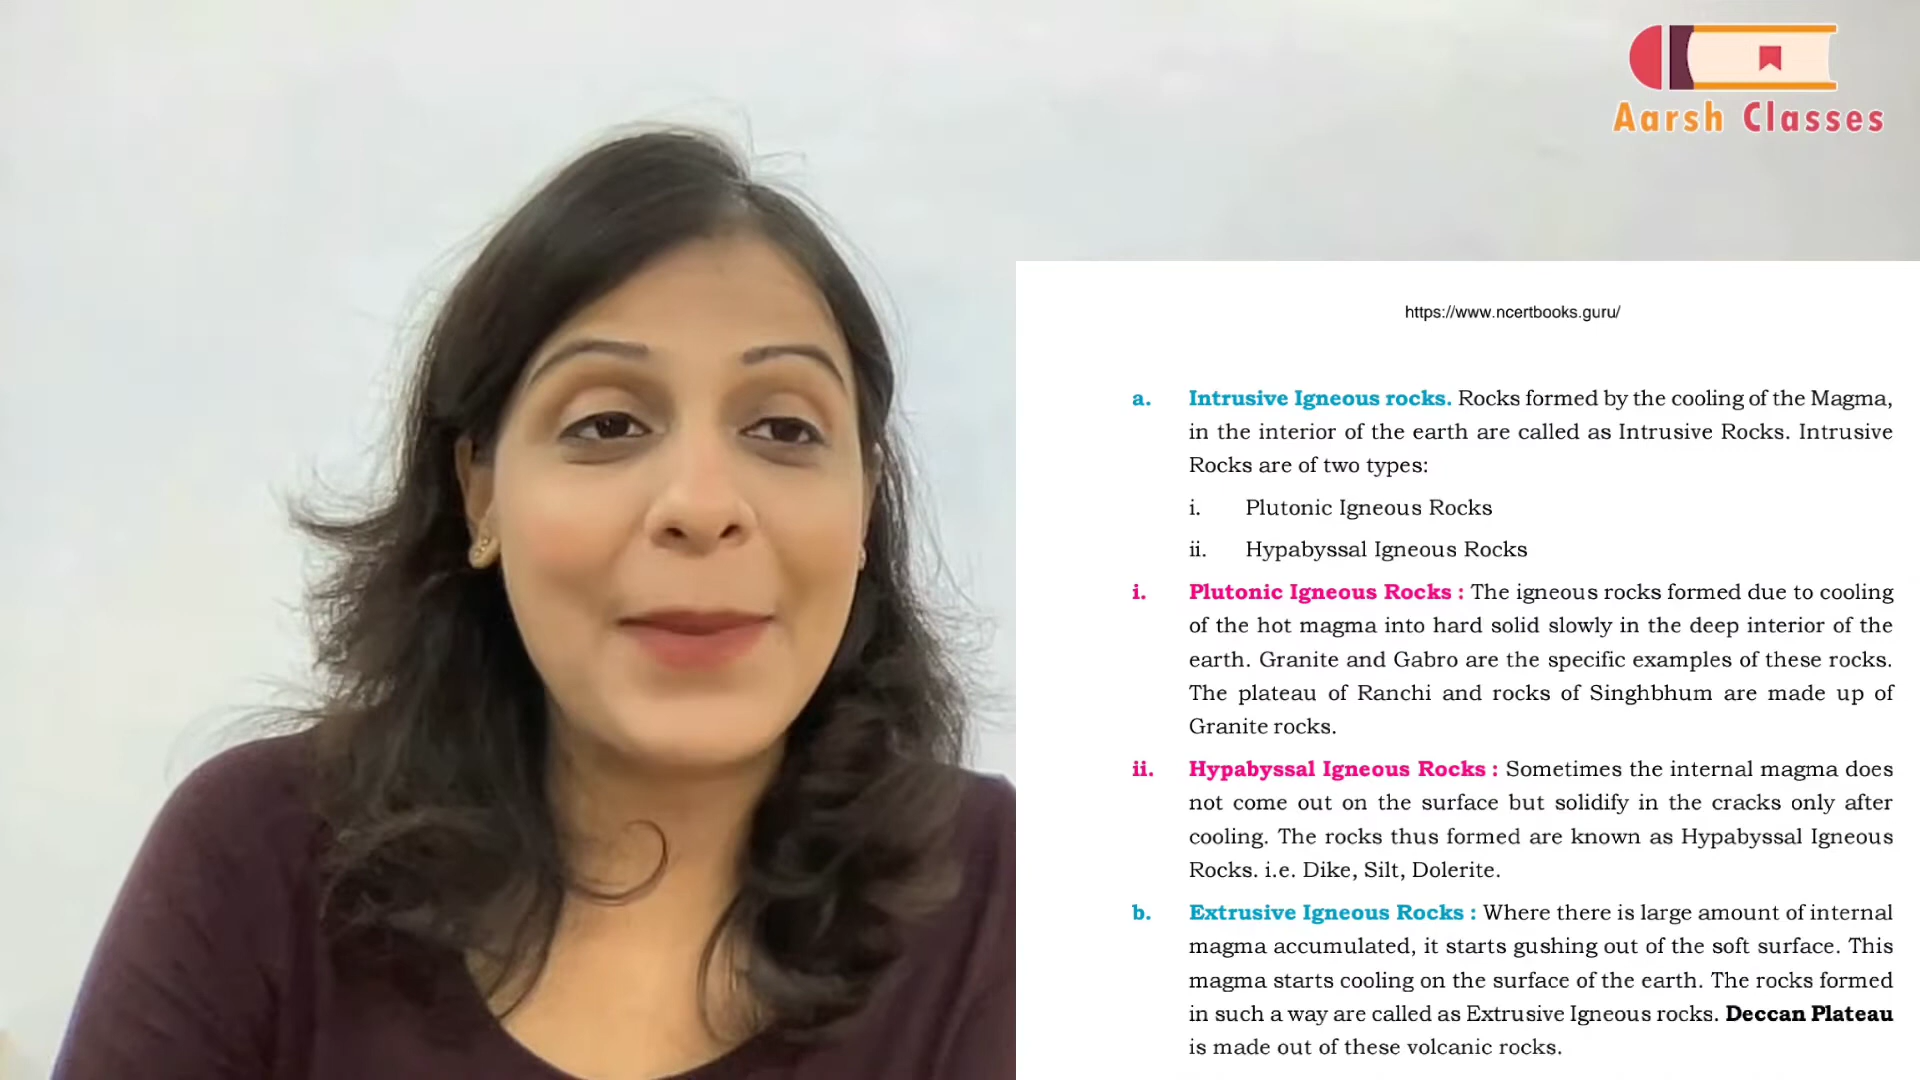 Aarsh Classes
https://www.ncertbooks.guru/
a. Intrusive Igneous rocks. Rocks formed by the cooling of the Magma,
in the interior of the earth are called as Intrusive Rocks. Intrusive
Rocks are of two types:
i. Plutonic Igneous Rocks
ii. Hypabyssal Igneous Rocks
i. Plutonic Igneous Rocks : The igneous rocks formed due to cooling
of the hot magma into hard solid slowly in the deep interior of the
earth. Granite and Gabro are the specific examples of these rocks.
The plateau of Ranchi and rocks of Singhbhum are made up of
Granite rocks.
ii. Hypabyssal Igneous Rocks : Sometimes the internal magma does
not come out on the surface but solidify in the cracks only after
cooling. The rocks thus formed are known as Hypabyssal Igneous
Rocks. i.e. Dike, Silt, Dolerite.
b. Extrusive Igneous Rocks : Where there is large amount of internal
magma accumulated, it starts gushing out of the soft surface. This
magma starts cooling on the surface of the earth. The rocks formed
in such a way are called as Extrusive Igneous rocks. Deccan Plateau
is made out of these volcanic rocks.